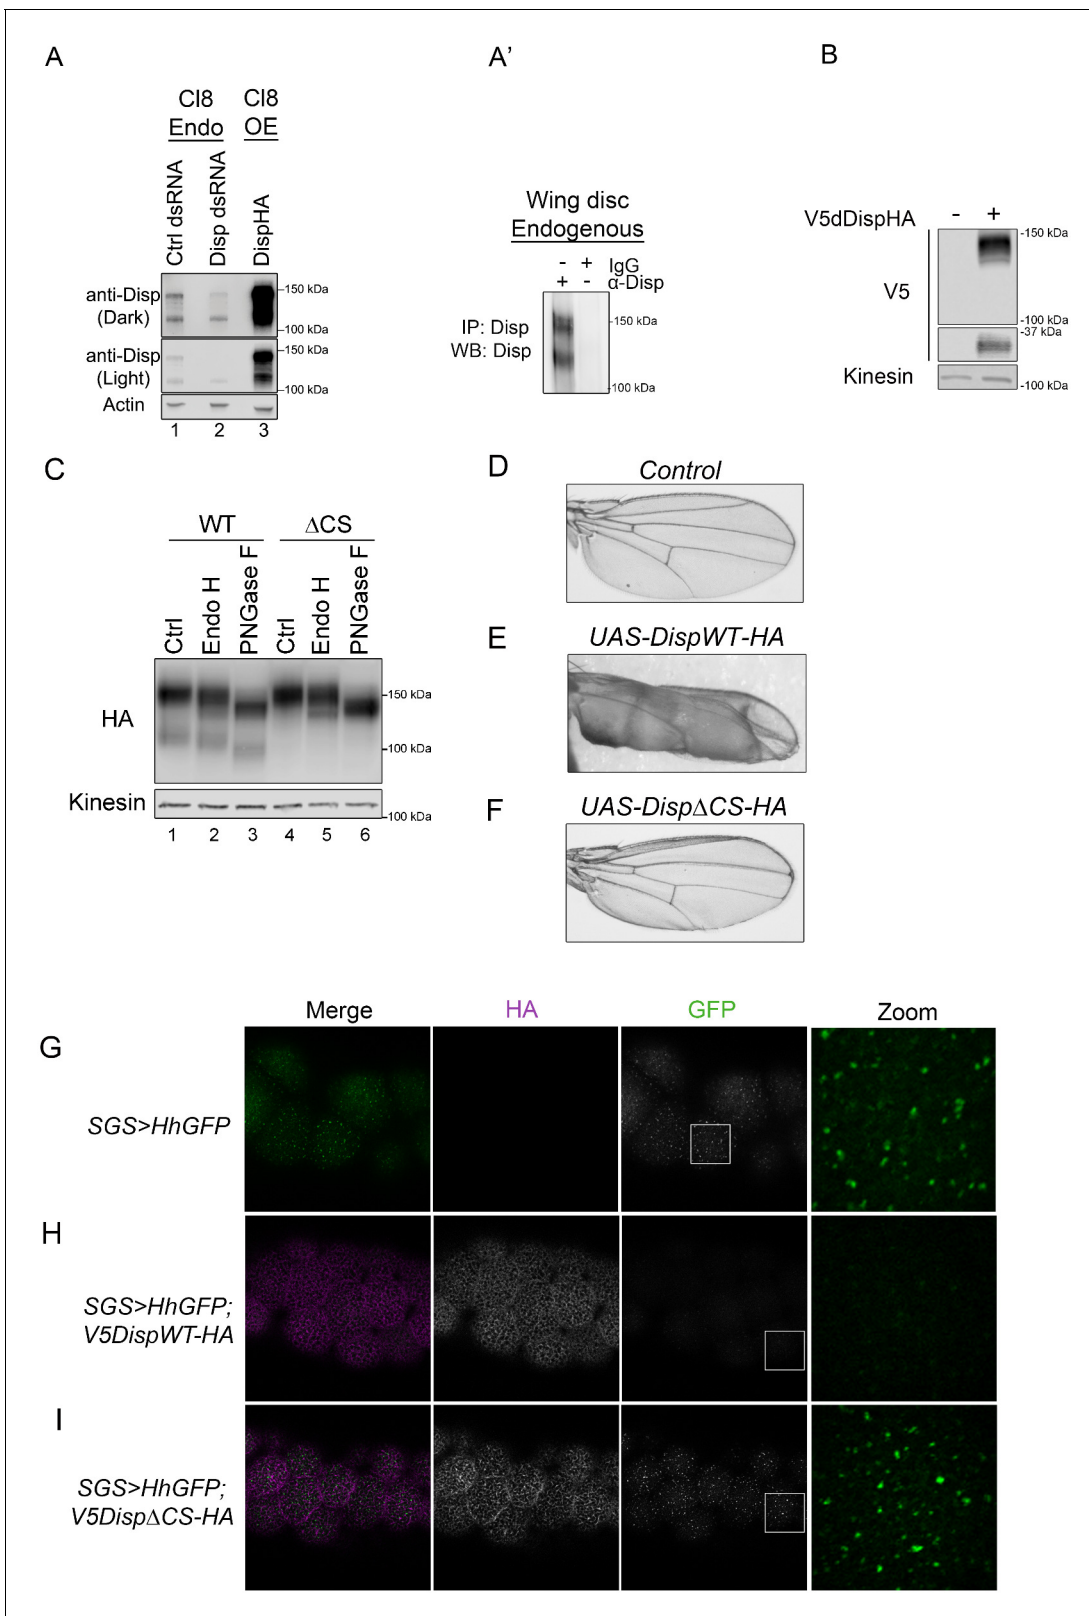 A
Cl8
Endo
Cl8
OE
Ctrl dsRNA
Disp dsRNA
DispHA
anti-Disp
(Dark)
150 kDa
100 kDa
anti-Disp
(Light)
150 kDa
100 kDa
Actin
1 2 3
A'
Wing disc
Endogenous
- + IgG
+ - α-Disp
IP: Disp
WB: Disp
150 kDa
100 kDa
B
V5dDispHA - +
-150 kDa
V5
-100 kDa
-37 kDa
Kinesin
-100 kDa
C
WT ΔCS
Ctrl
Endo H
PNGase F
Ctrl
Endo H
PNGase F
HA
150 kDa
100 kDa
Kinesin
100 kDa
1 2 3 4 5 6
D
Control
E
UAS-DispWT-HA
F
UAS-DispΔCS-HA
Merge HA GFP Zoom
G
SGS>HhGFP
H
SGS>HhGFP;
V5DispWT-HA
I
SGS>HhGFP;
V5DispΔCS-HA